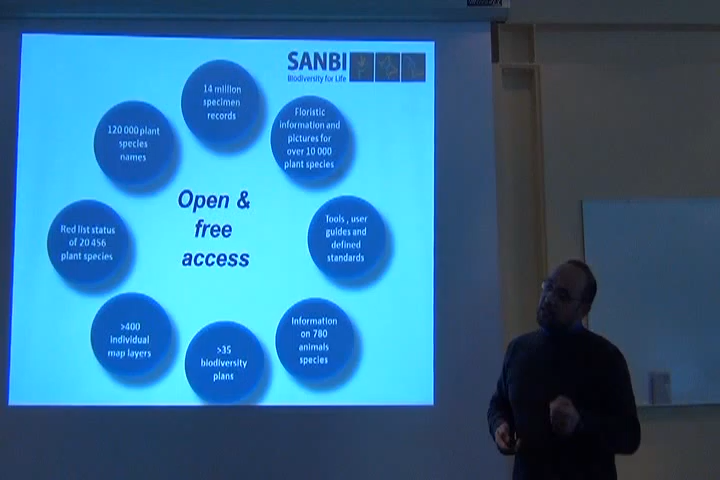 SANBI
Biodiversity for Life
14 million
specimen
records
Floristic
information and
pictures for
over 10 000
plant species
Tools , user
guides and
defined
standards
Information
on 780
animals
species
>35
biodiversity
plans
>400
individual
map layers
Red list status
of 20 456
plant species
120 000 plant
species
names
Open &
free
access